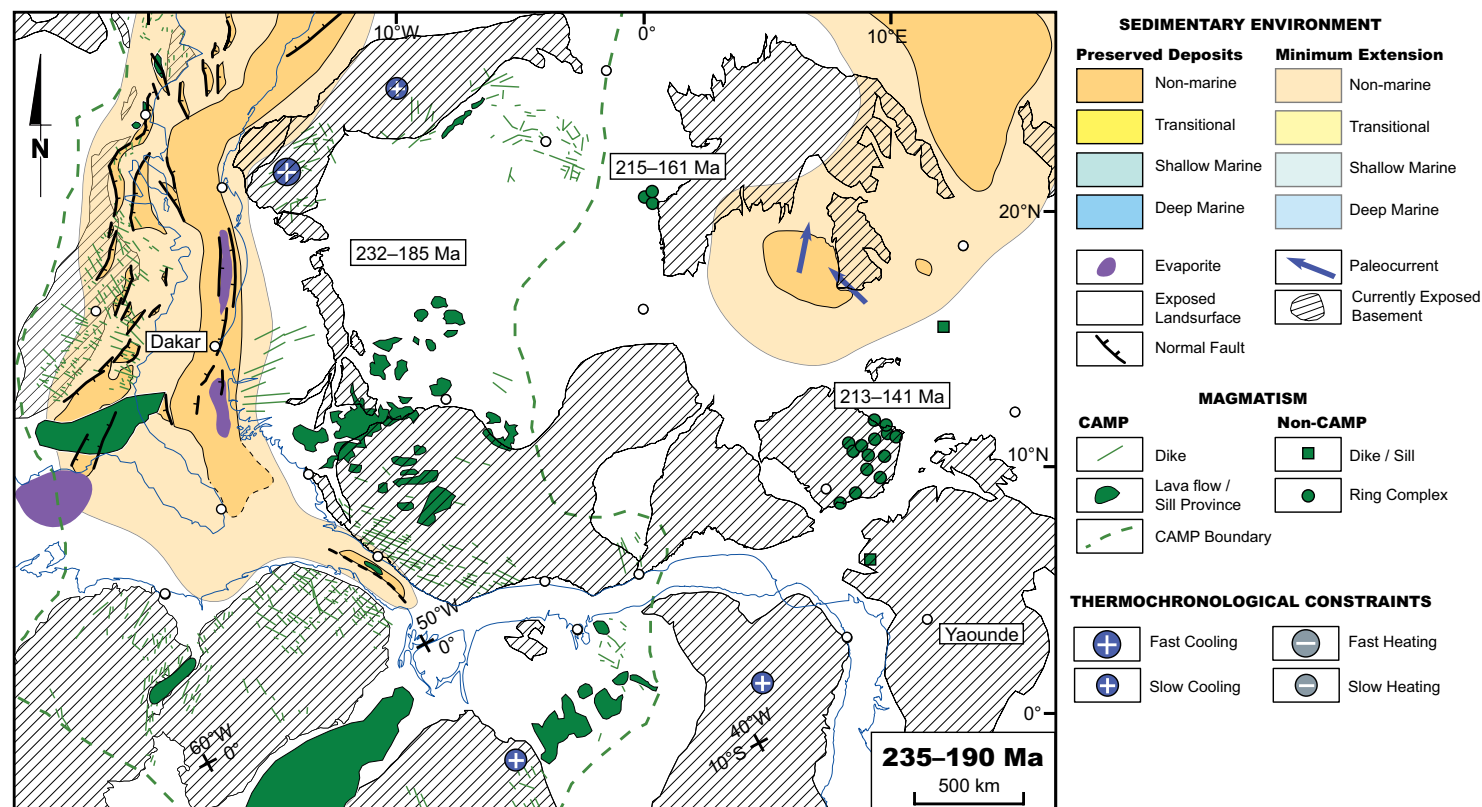 10°W
0°
10°E
N
215–161 Ma
20°N
232–185 Ma
Dakar
213–141 Ma
10°N
50°W
0°
Yaounde
60°W
0°
40°W
10°S
0°
235–190 Ma
500 km
SEDIMENTARY ENVIRONMENT
Preserved Deposits
Minimum Extension
Non-marine
Non-marine
Transitional
Transitional
Shallow Marine
Shallow Marine
Deep Marine
Deep Marine
Evaporite
Paleocurrent
Exposed
Landsurface
Currently Exposed
Basement
Normal Fault
MAGMATISM
CAMP
Non-CAMP
Dike
Dike / Sill
Lava flow /
Sill Province
Ring Complex
CAMP Boundary
THERMOCHRONOLOGICAL CONSTRAINTS
Fast Cooling
Fast Heating
Slow Cooling
Slow Heating